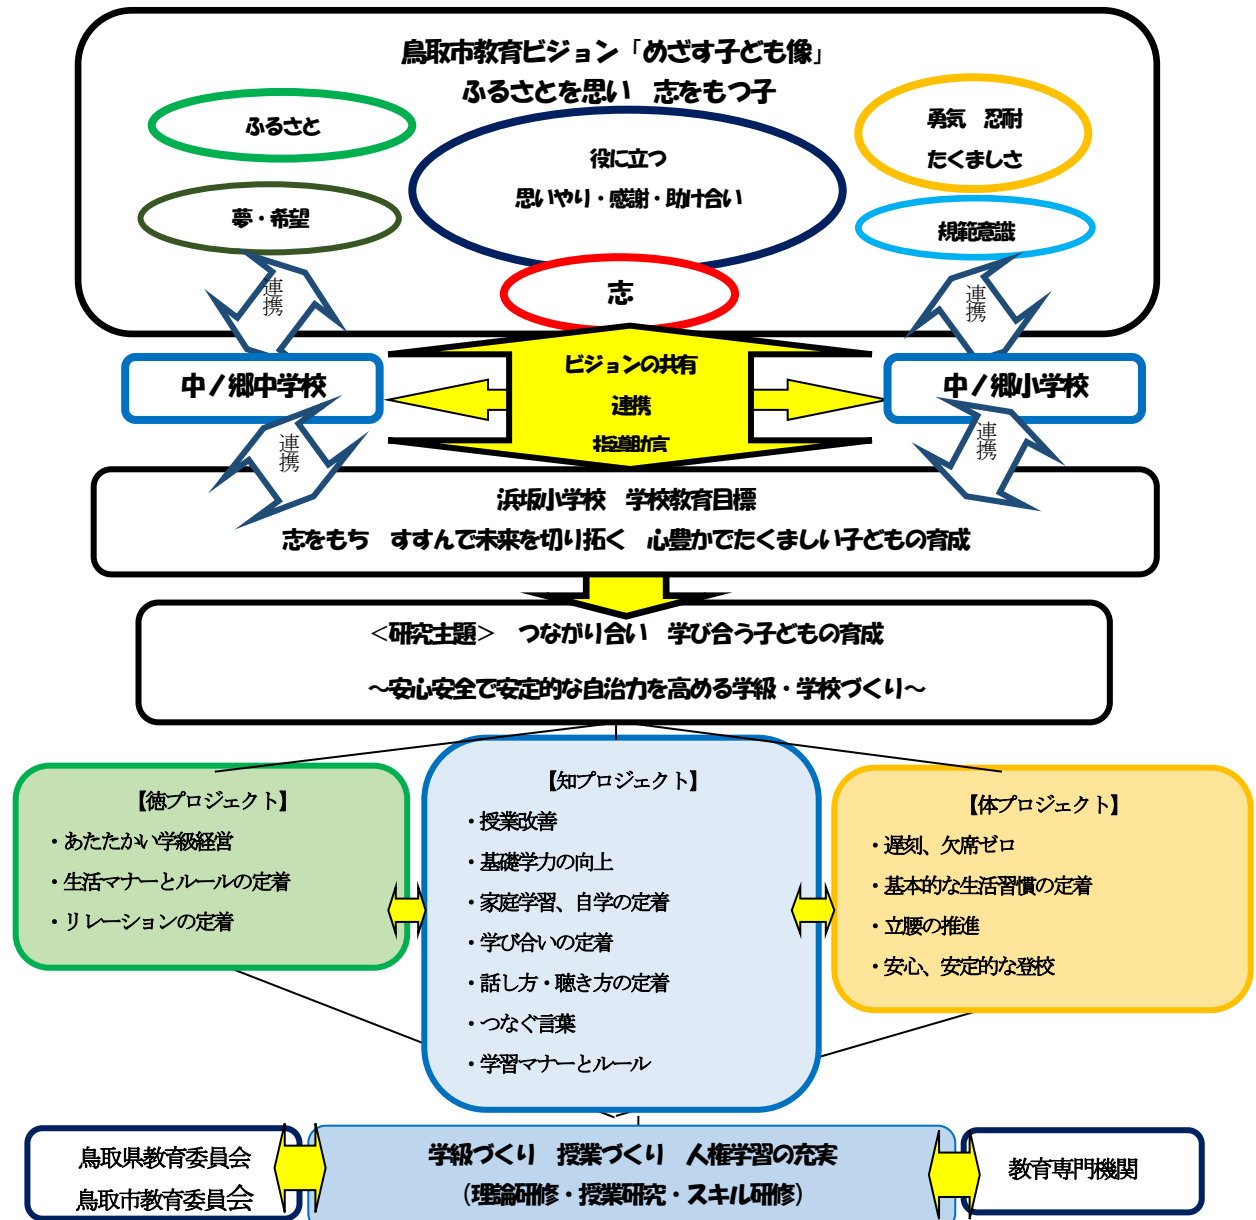 鳥取市教育ビジョン「めざす子ども像」
ふるさとを思い　志をもつ子
ふるさと
勇気　忍耐
たくましさ
役に立つ
思いやり・感謝・助け合い
夢・希望
規範意識
志
連携
連携
ビジョンの共有
連携
指導助言
中ノ郷中学校
中ノ郷小学校
連携
連携
浜坂小学校　学校教育目標
志をもち　すすんで未来を切り拓く　心豊かでたくましい子どもの育成
＜研究主題＞　つながり合い　学び合う子どもの育成
～安心安全で安定的な自治力を高める学級・学校づくり～
【徳プロジェクト】
・あたたかい学級経営
・生活マナーとルールの定着
・リレーションの定着
【知プロジェクト】
・授業改善
・基礎学力の向上
・家庭学習、自学の定着
・学び合いの定着
・話し方・聴き方の定着
・つなぐ言葉
・学習マナーとルール
【体プロジェクト】
・遅刻、欠席ゼロ
・基本的な生活習慣の定着
・立腰の推進
・安心、安定的な登校
鳥取県教育委員会
鳥取市教育委員会
学級づくり　授業づくり　人権学習の充実
（理論研修・授業研究・スキル研修）
教育専門機関